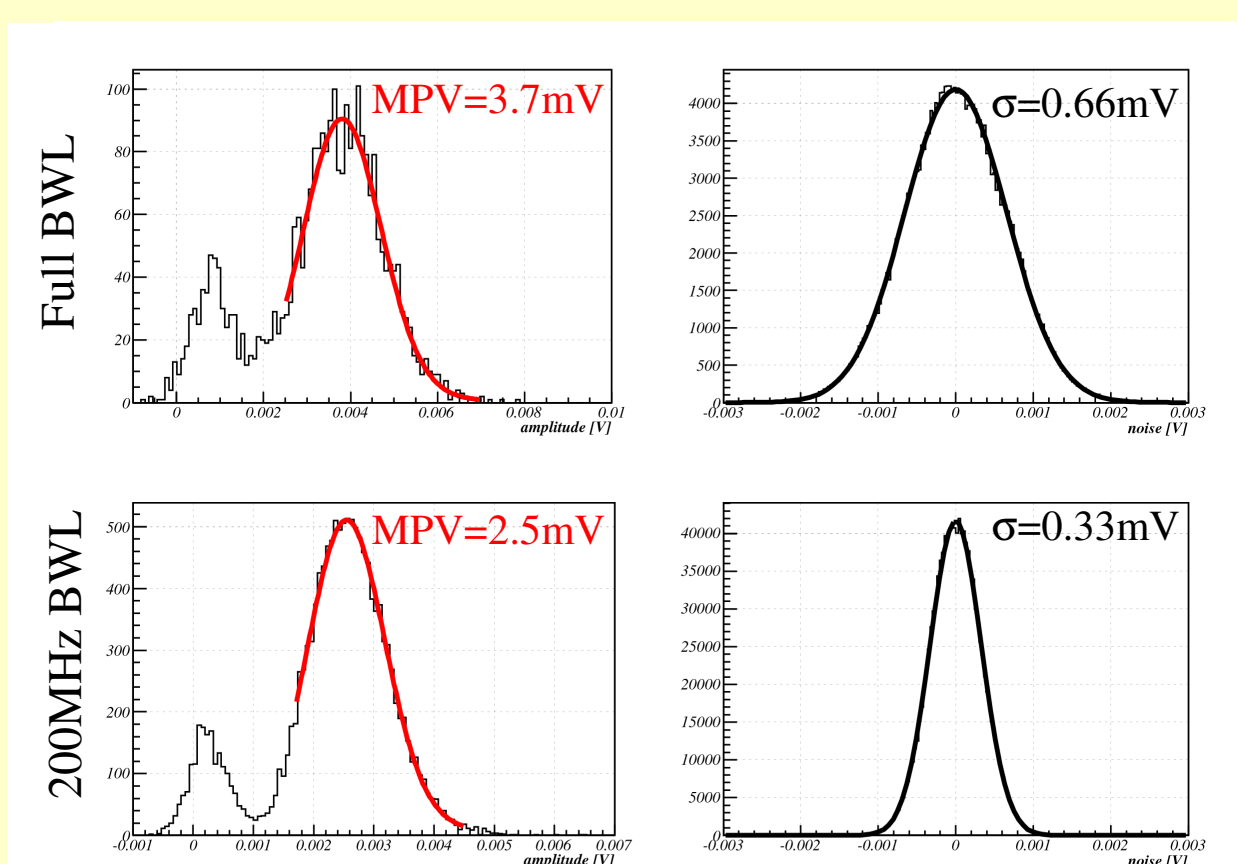 Full BWL
MPV=3.7mV
100
80
60
40
20
0
0 0.002 0.004 0.006 0.008 0.01
amplitude [V]
σ=0.66mV
4000
3500
3000
2500
2000
1500
1000
500
0
-0.003 -0.002 -0.001 0 0.001 0.002 0.003
noise [V]
200MHz BWL
MPV=2.5mV
500
400
300
200
100
0
-0.001 0 0.001 0.002 0.003 0.004 0.005 0.006 0.007
amplitude [V]
σ=0.33mV
40000
35000
30000
25000
20000
15000
10000
5000
0
-0.003 -0.002 -0.001 0 0.001 0.002 0.003
noise [V]